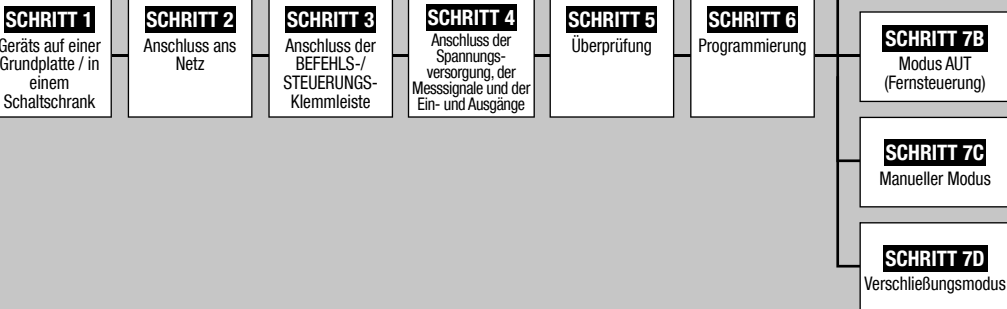 SCHRITT 1
Geräts auf einer
Grundplatte / in
einem
Schaltschrank
SCHRITT 2
Anschluss ans
Netz
SCHRITT 3
Anschluss der
BEFEHLS-/
STEUERUNGS-
Klemmleiste
SCHRITT 4
Anschluss der
Spannungs-
versorgung, der
Messsignale und der
Ein- und Ausgänge
SCHRITT 5
Überprüfung
SCHRITT 6
Programmierung
SCHRITT 7B
Modus AUT
(Fernsteuerung)
SCHRITT 7C
Manueller Modus
SCHRITT 7D
Verschließungsmodus